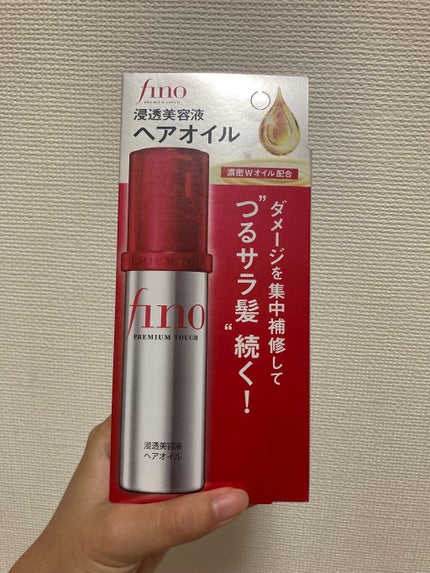 fino
PREMIUM TOUCH
浸透美容液
ヘアオイル
濃密Wオイル配合
ダメージを集中補修して
"つるサラ髪"続く!
PREMIUM TOUC
fino
PREMIUM TOUCH
浸透美容液
ヘアオイル